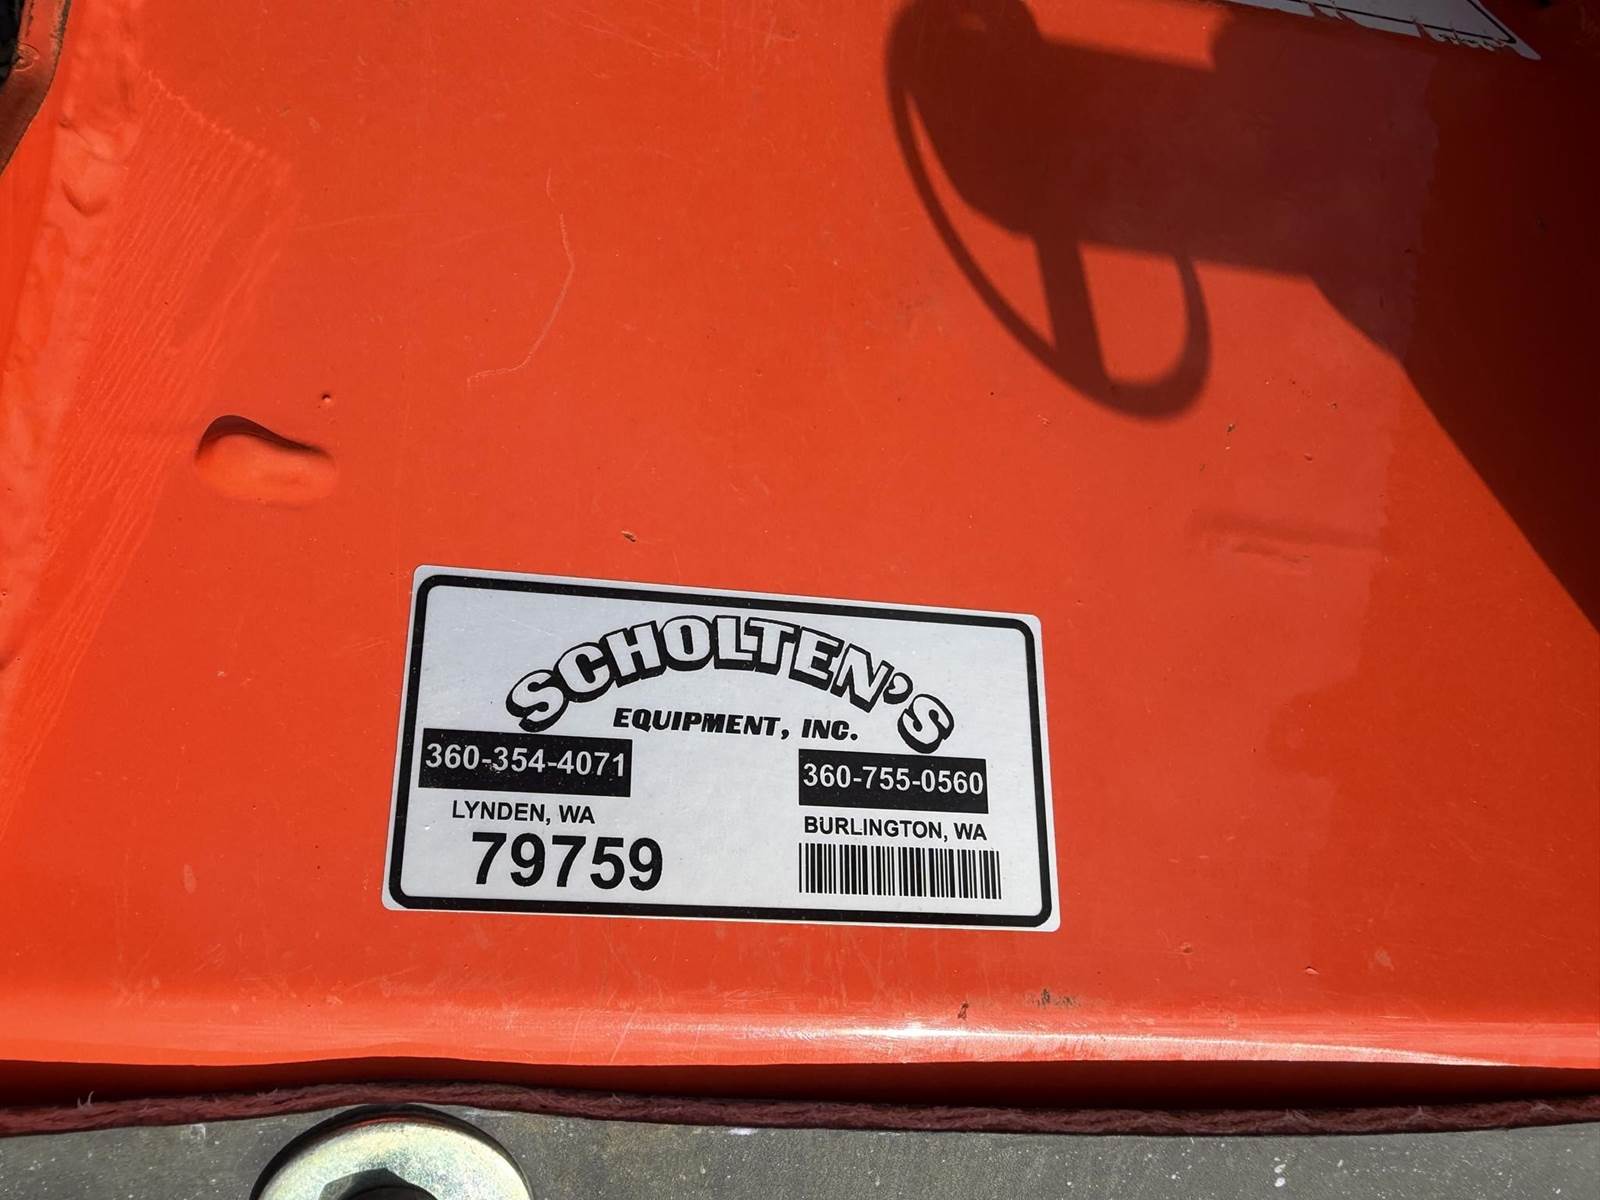 SCHOLTEN'S
EQUIPMENT, INC.
360-354-4071
LYNDEN, WA
79759
360-755-0560
BURLINGTON, WA